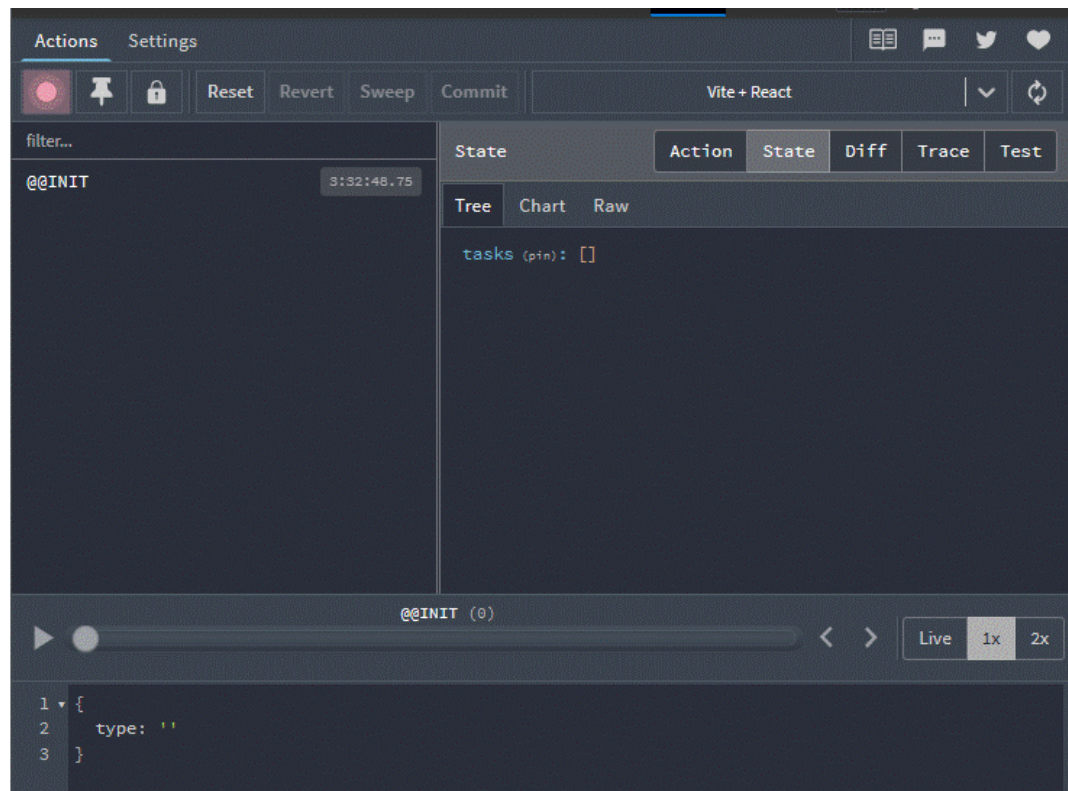 Actions Settings
Reset Revert Sweep Commit Vite + React
filter...
@@INIT 3:32:48.75
State Action State Diff Trace Test
Tree Chart Raw
tasks (pin): []
@@INIT (0)
Live 1x 2x
1 {
2 type: ''
3 }